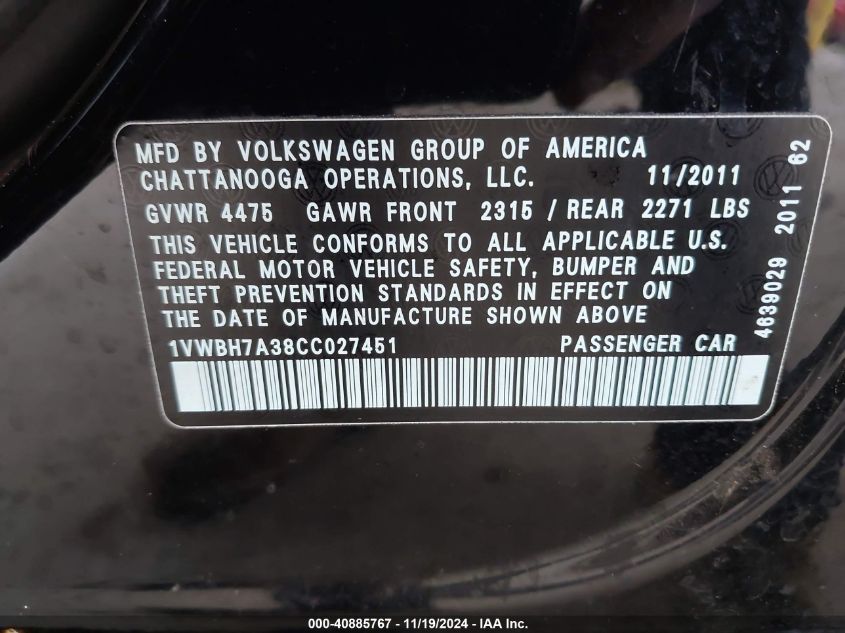 MFD BY VOLKSWAGEN GROUP OF AMERICA
CHATTANOOGA OPERATIONS, LLC. 11/2011
GVWR 4475 GAWR FRONT 2315 / REAR 2271 LBS
THIS VEHICLE CONFORMS TO ALL APPLICABLE U.S.
FEDERAL MOTOR VEHICLE SAFETY, BUMPER AND
THEFT PREVENTION STANDARDS IN EFFECT ON
THE DATE OF MANUFACTURE SHOWN ABOVE
1VWBH7A38CC027451 PASSENGER CAR
4639029 2011 62
000-40885767 - 11/19/2024 - IAA Inc.